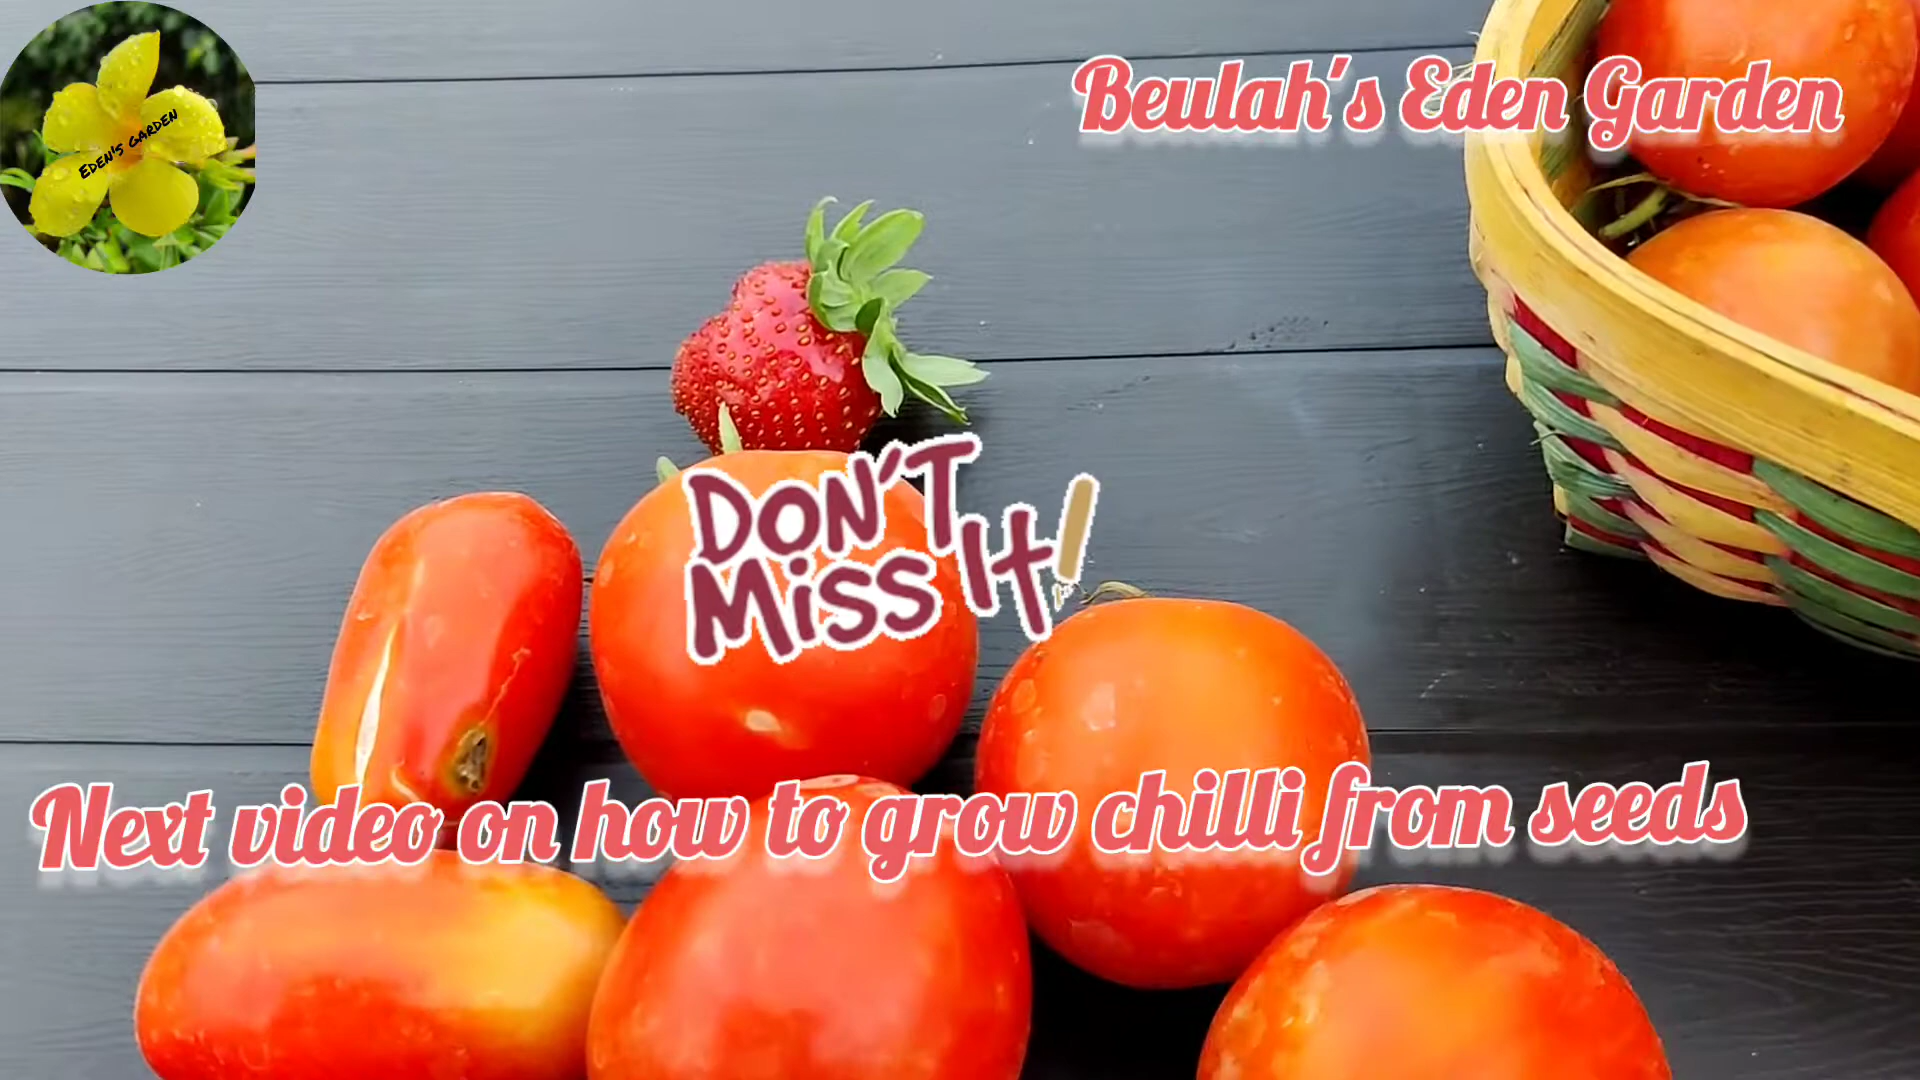 EDEN'S GARDEN
Beulah's Eden Garden
DON'T
MISS IT!
Next video on how to grow chilli from seeds